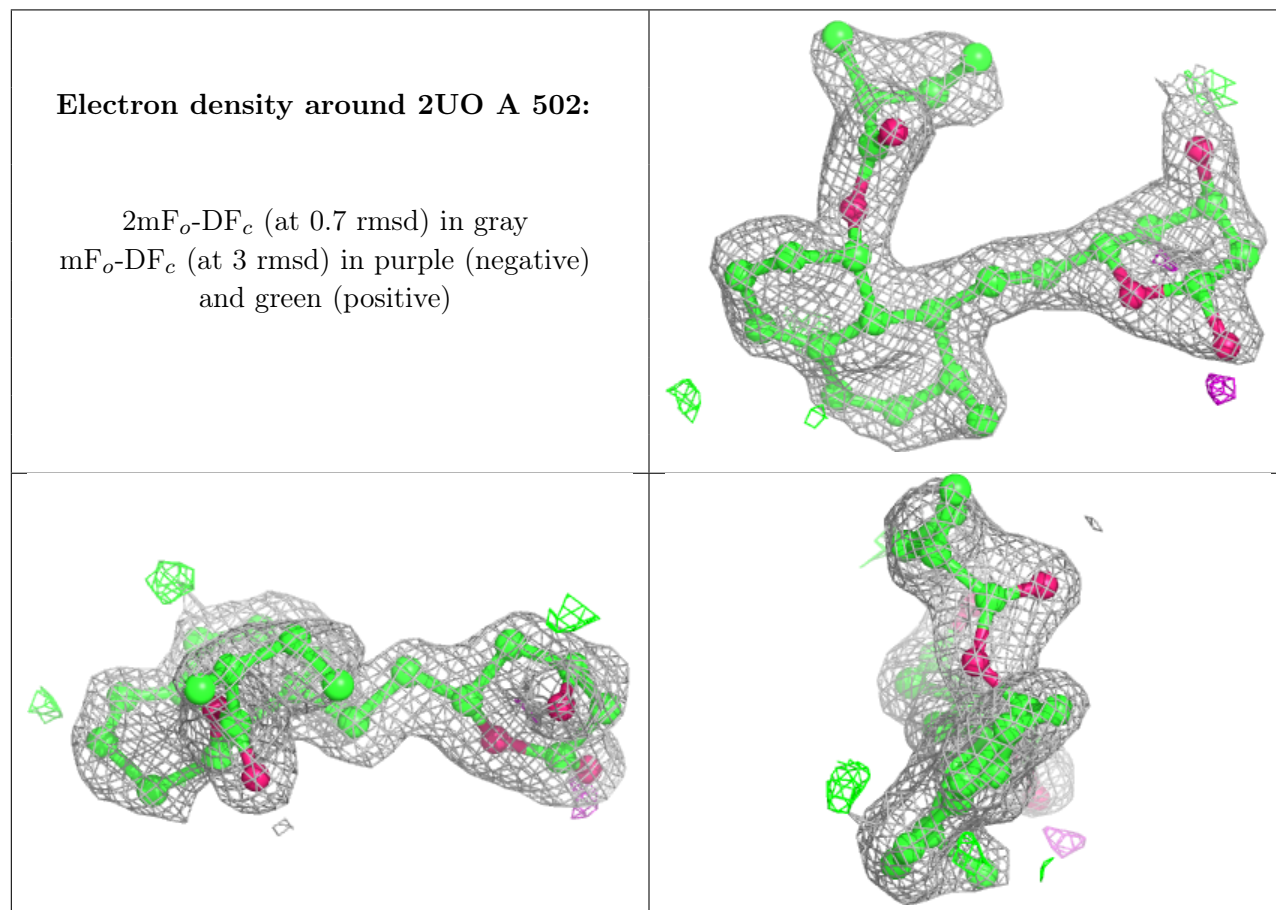 Electron density around 2UO A 502:
2mFₒ-DF𝒸 (at 0.7 rmsd) in gray
mFₒ-DF𝒸 (at 3 rmsd) in purple (negative)
and green (positive)